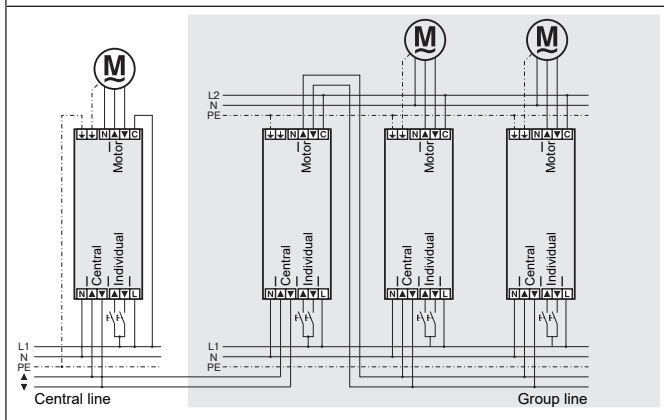 M
M
M
L2
N
PE
⏚ ⏚ N ▲ ▼ C
Motor
⏚ ⏚ N ▲ ▼ C
Motor
⏚ ⏚ N ▲ ▼ C
Motor
⏚ ⏚ N ▲ ▼ C
Motor
Central
Individual
N ▲ ▼ ▲ ▼ L
Central
Individual
N ▲ ▼ ▲ ▼ L
Central
Individual
N ▲ ▼ ▲ ▼ L
Central
Individual
N ▲ ▼ ▲ ▼ L
L1
N
PE
▲
▼
Central line
L1
N
PE
Group line